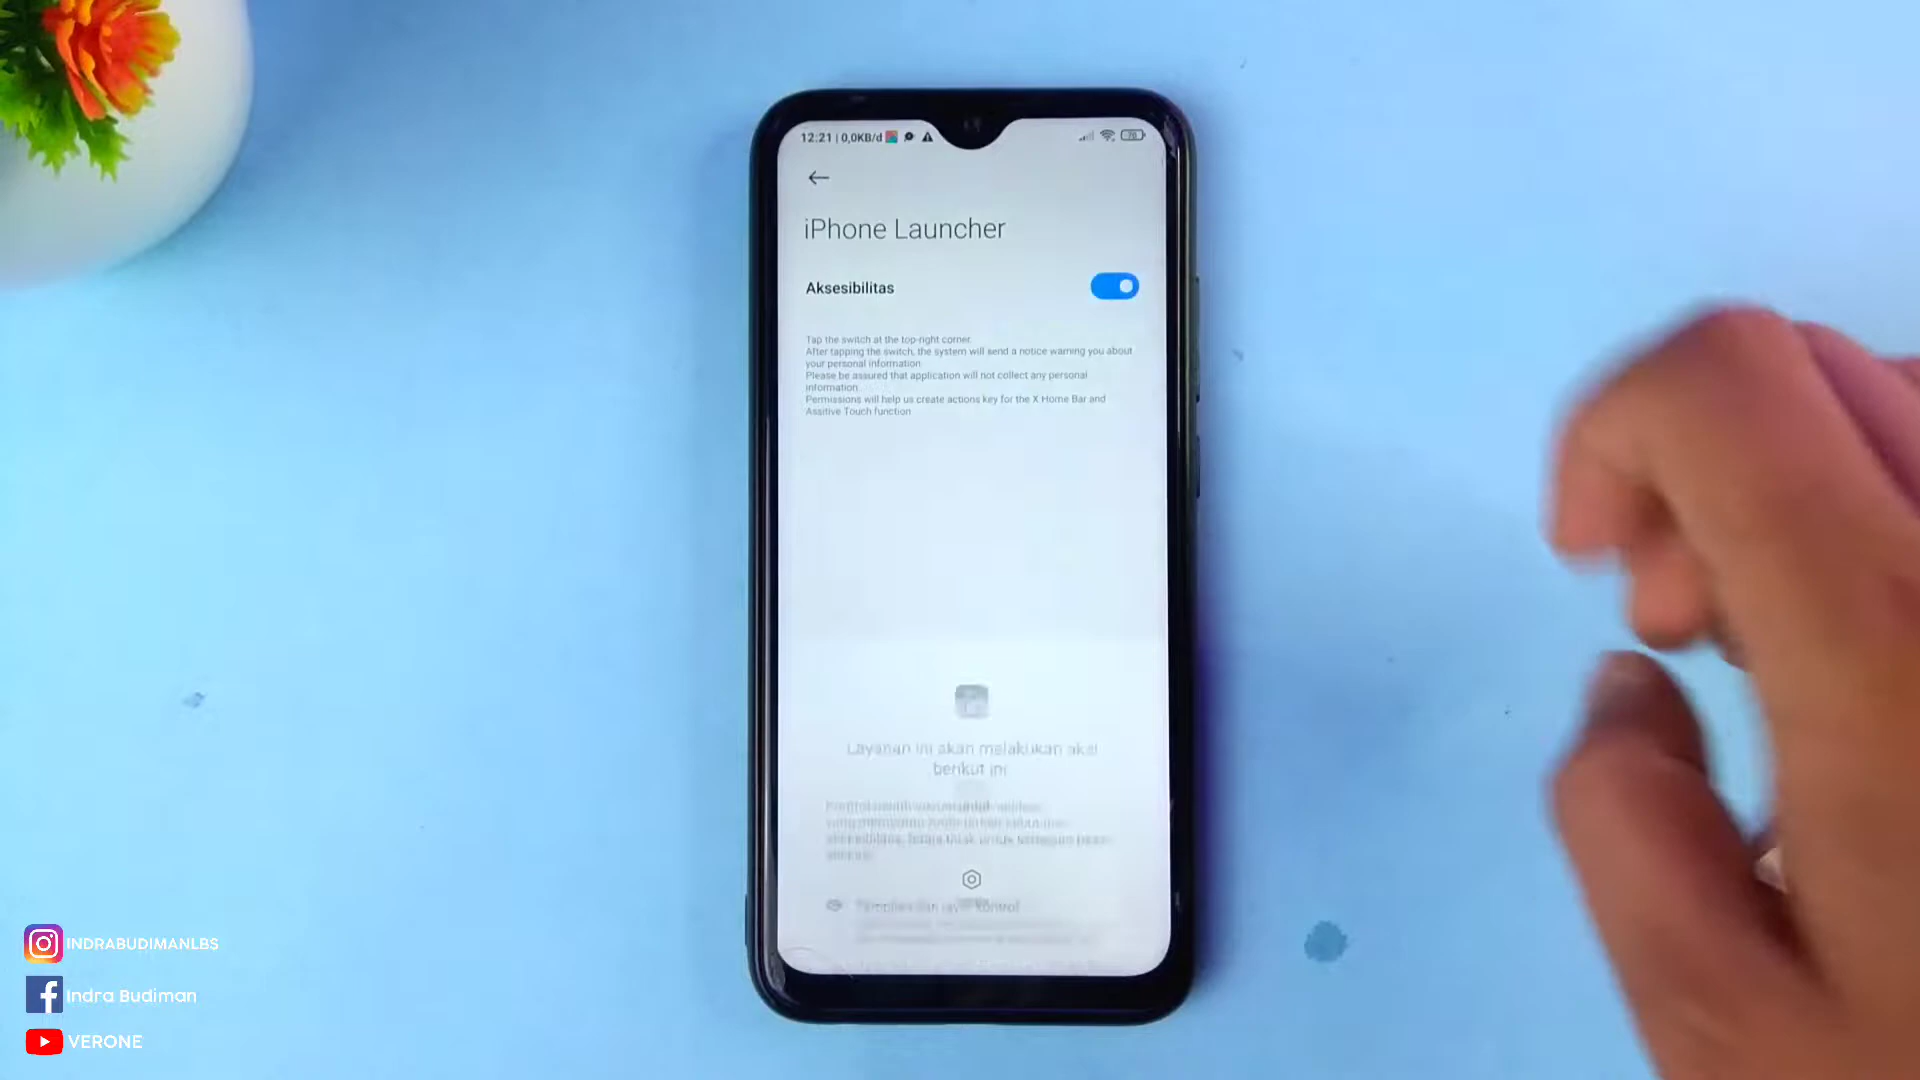 12:21 | 0,0KB/d
iPhone Launcher
Aksesibilitas
Tap the switch at the top-right corner.
After tapping the switch, the system will send a notice warning you about
your personal information.
Please be assured that application will not collect any personal
information.
Permissions will help us create actions key for the X Home Bar and
Assitive Touch function
Layanan ini akan melakukan aksi
berikut ini
kontrol
INDRABUDIMANLBS
Indra Budiman
VERONE